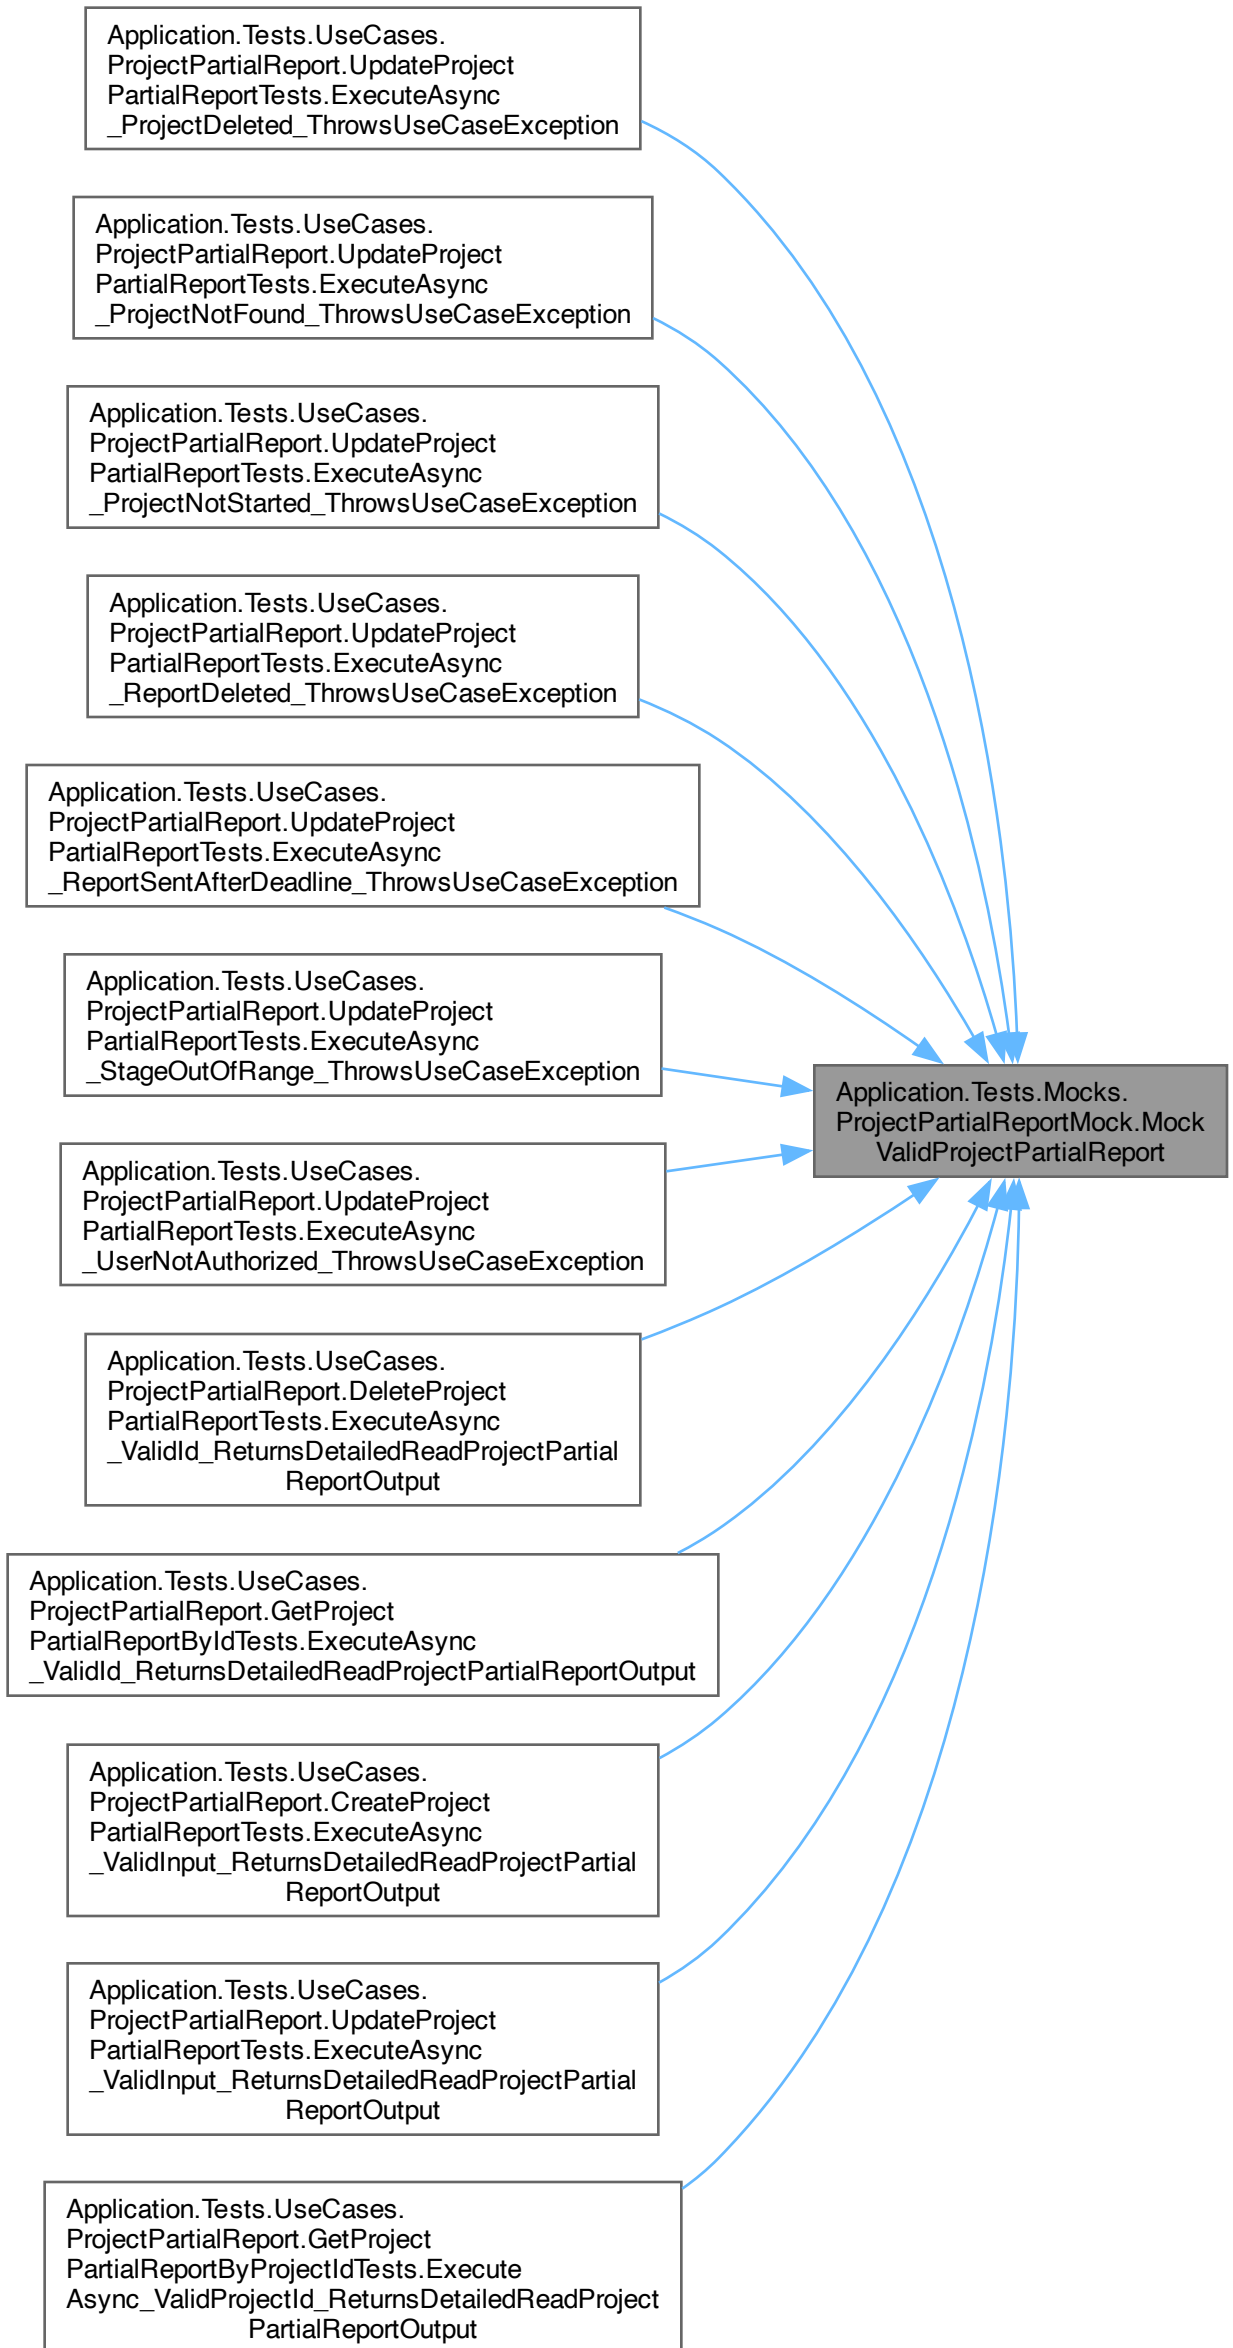 Application.Tests.UseCases.
ProjectPartialReport.UpdateProject
PartialReportTests.ExecuteAsync
_ProjectDeleted_ThrowsUseCaseException
Application.Tests.UseCases.
ProjectPartialReport.UpdateProject
PartialReportTests.ExecuteAsync
_ProjectNotFound_ThrowsUseCaseException
Application.Tests.UseCases.
ProjectPartialReport.UpdateProject
PartialReportTests.ExecuteAsync
_ProjectNotStarted_ThrowsUseCaseException
Application.Tests.UseCases.
ProjectPartialReport.UpdateProject
PartialReportTests.ExecuteAsync
_ReportDeleted_ThrowsUseCaseException
Application.Tests.UseCases.
ProjectPartialReport.UpdateProject
PartialReportTests.ExecuteAsync
_ReportSentAfterDeadline_ThrowsUseCaseException
Application.Tests.UseCases.
ProjectPartialReport.UpdateProject
PartialReportTests.ExecuteAsync
_StageOutOfRange_ThrowsUseCaseException
Application.Tests.Mocks.
ProjectPartialReportMock.Mock
ValidProjectPartialReport
Application.Tests.UseCases.
ProjectPartialReport.UpdateProject
PartialReportTests.ExecuteAsync
_UserNotAuthorized_ThrowsUseCaseException
Application.Tests.UseCases.
ProjectPartialReport.DeleteProject
PartialReportTests.ExecuteAsync
_ValidId_ReturnsDetailedReadProjectPartial
ReportOutput
Application.Tests.UseCases.
ProjectPartialReport.GetProject
PartialReportByIdTests.ExecuteAsync
_ValidId_ReturnsDetailedReadProjectPartialReportOutput
Application.Tests.UseCases.
ProjectPartialReport.CreateProject
PartialReportTests.ExecuteAsync
_ValidInput_ReturnsDetailedReadProjectPartial
ReportOutput
Application.Tests.UseCases.
ProjectPartialReport.UpdateProject
PartialReportTests.ExecuteAsync
_ValidInput_ReturnsDetailedReadProjectPartial
ReportOutput
Application.Tests.UseCases.
ProjectPartialReport.GetProject
PartialReportByProjectIdTests.Execute
Async_ValidProjectId_ReturnsDetailedReadProject
PartialReportOutput